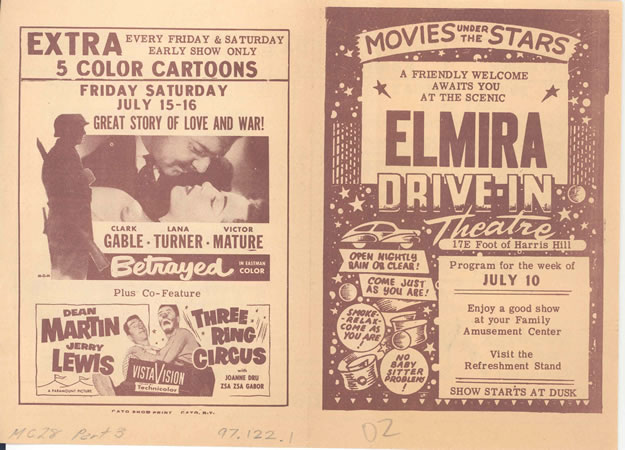 EXTRA
EVERY FRIDAY & SATURDAY
EARLY SHOW ONLY
5 COLOR CARTOONS
FRIDAY SATURDAY
JULY 15-16
GREAT STORY OF LOVE AND WAR!
CLARK GABLE · LANA TURNER · VICTOR MATURE
Betrayed
IN EASTMAN COLOR
M-G-M
Plus Co-Feature
DEAN MARTIN
JERRY LEWIS
THREE RING CIRCUS
VISTAVISION
Technicolor
with
JOANNE DRU
ZSA ZSA GABOR
A PARAMOUNT PICTURE
CATO SHOW PRINT CATO, N.Y.
MC28 Part 3
97.122.1
MOVIES UNDER THE STARS
A FRIENDLY WELCOME
AWAITS YOU
AT THE SCENIC
ELMIRA
DRIVE-IN
Theatre
17E Foot of Harris Hill
OPEN NIGHTLY
RAIN OR CLEAR!
COME JUST
AS YOU ARE!
SMOKE-
RELAX-
COME AS
YOU ARE!
NO BABY
SITTER
PROBLEMS!
Program for the week of
JULY 10
Enjoy a good show
at your Family
Amusement Center
Visit the
Refreshment Stand
SHOW STARTS AT DUSK
D2